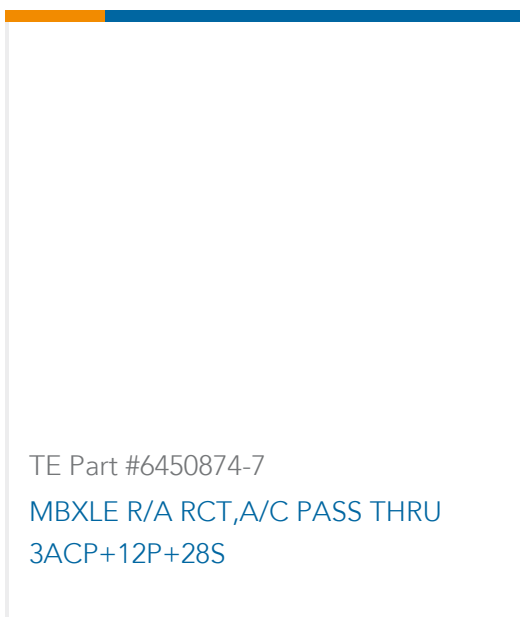 TE Part #6450874-7
MBXLE R/A RCT,A/C PASS THRU
3ACP+12P+28S